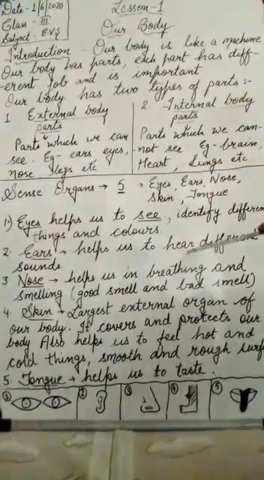 Date - 1/6/2020
Class - III
Subject - EVS
Lesson - 1
Our Body
Introduction - Our body is like a machine
Our body has parts, each part has diff-
erent job and is important
Our body has two types of parts:-
1 External body parts
Parts which we can see. Eg- ears, eyes, Nose, legs etc
2 Internal body parts
Parts which we can- not see. Eg- brain, Heart, Lungs etc
Sense Organs → 5 → Eyes, Ears, Nose,
Skin, Tongue
1) Eyes helps us to see, identify different
things and colours.
2 Ears → helps us to hear different
sounds.
3 Nose → helps us in breathing and
smelling (good smell and bad smell)
4 Skin → Largest external organ of
our body. It covers and protects our
body Also helps us to feel hot and
cold things, smooth and rough surf
5 Tongue → helps us to taste.
① ② ③ ④ ⑤